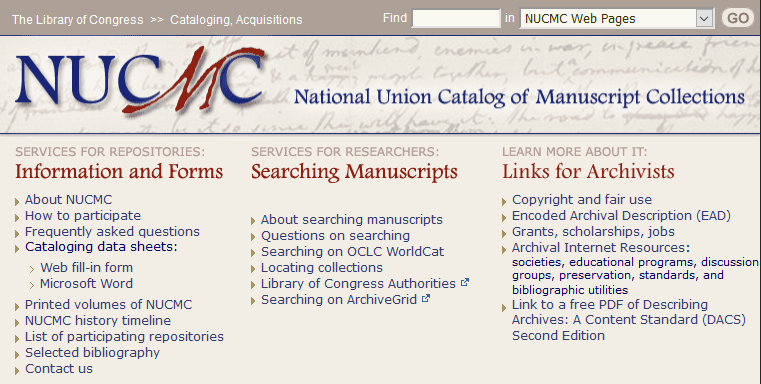 The Library of Congress >> Cataloging, Acquisitions
Find in NUCMC Web Pages GO
NUCMC
National Union Catalog of Manuscript Collections
SERVICES FOR REPOSITORIES:
Information and Forms
About NUCMC
How to participate
Frequently asked questions
Cataloging data sheets:
Web fill-in form
Microsoft Word
Printed volumes of NUCMC
NUCMC history timeline
List of participating repositories
Selected bibliography
Contact us
SERVICES FOR RESEARCHERS:
Searching Manuscripts
About searching manuscripts
Questions on searching
Searching on OCLC WorldCat
Locating collections
Library of Congress Authorities
Searching on ArchiveGrid
LEARN MORE ABOUT IT:
Links for Archivists
Copyright and fair use
Encoded Archival Description (EAD)
Grants, scholarships, jobs
Archival Internet Resources:
societies, educational programs, discussion
groups, preservation, standards, and
bibliographic utilities
Link to a free PDF of Describing
Archives: A Content Standard (DACS)
Second Edition